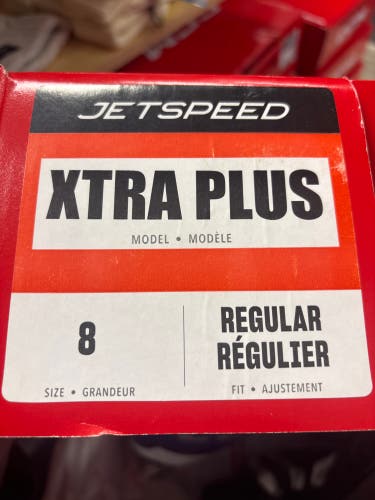 JETSPEED
XTRA PLUS
MODEL • MODÈLE
8
SIZE • GRANDEUR
REGULAR
RÉGULIER
FIT • AJUSTEMENT